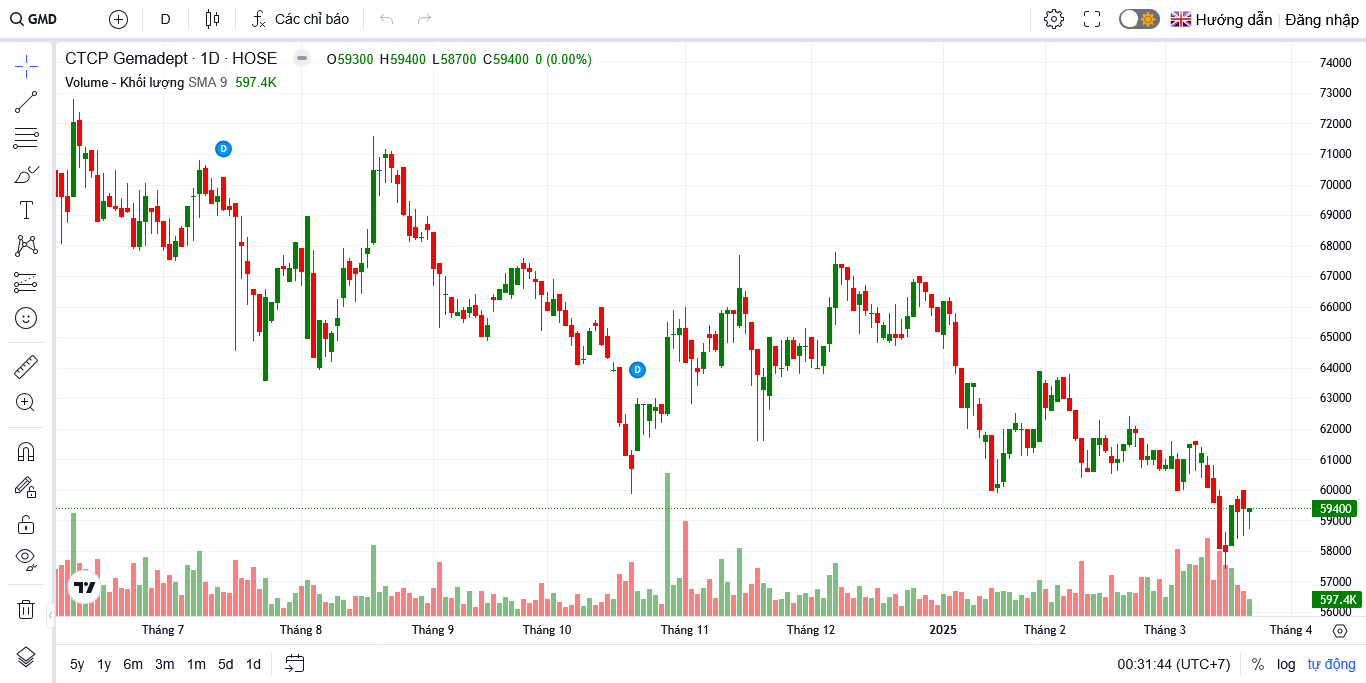 GMD D Các chỉ báo Hướng dẫn Đăng nhập
CTCP Gemadept · 1D · HOSE O59300 H59400 L58700 C59400 0 (0.00%)
Volume - Khối lượng SMA 9 597.4K
D
D
74000
73000
72000
71000
70000
69000
68000
67000
66000
65000
64000
63000
62000
61000
60000
59400
59000
58000
57000
597.4K
56000
Tháng 7 Tháng 8 Tháng 9 Tháng 10 Tháng 11 Tháng 12 2025 Tháng 2 Tháng 3 Tháng 4
5y 1y 6m 3m 1m 5d 1d 00:31:44 (UTC+7) % log tự động